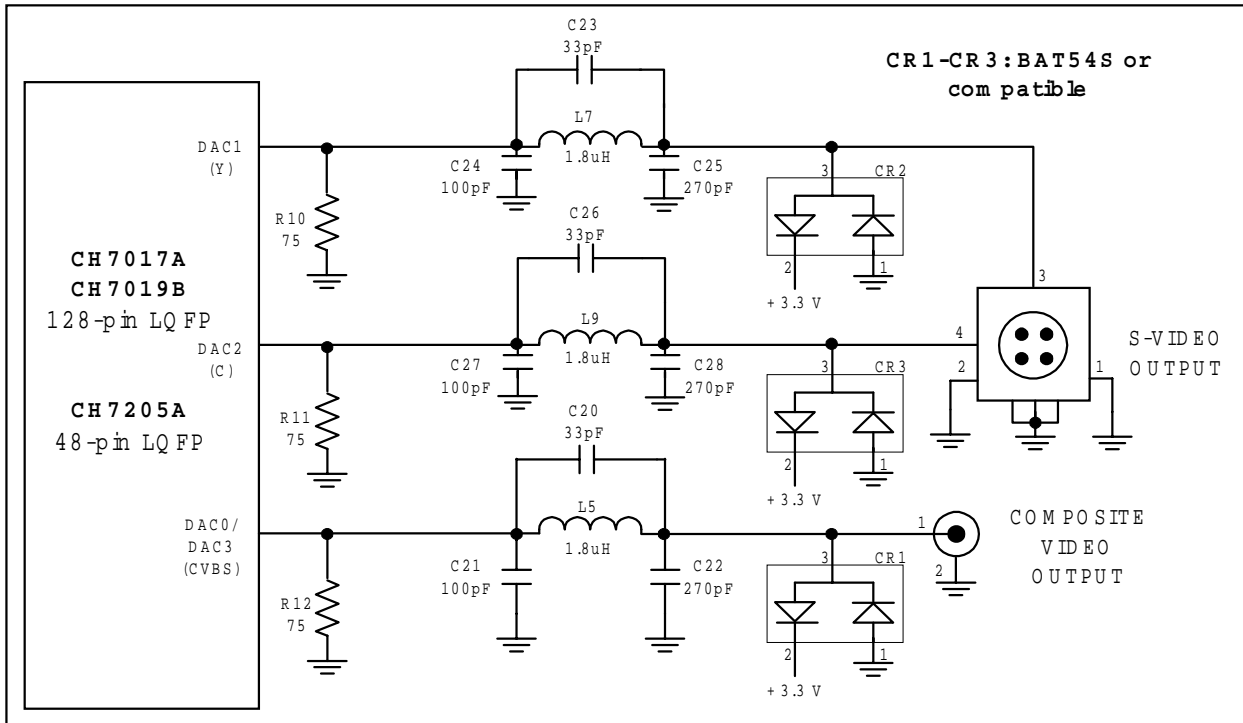 C23
33pF
CR1-CR3:BAT54S or
compatible
L7
DAC1
(Y)
1.8uH
C24
100pF
C25
270pF
3
CR2
R10
75
C26
33pF
2
1
+3.3 V
CH7017A
CH7019B
128-pin LQFP
3
L9
DAC2
(C)
1.8uH
4
S-VIDEO
OUTPUT
C27
100pF
C28
270pF
3
CR3
2
1
CH7205A
48-pin LQFP
R11
75
C20
33pF
2
1
+3.3 V
L5
DAC0/
DAC3
(CVBS)
1.8uH
1
COMPOSITE
VIDEO
OUTPUT
C21
100pF
C22
270pF
3
CR1
2
R12
75
2
1
+3.3 V